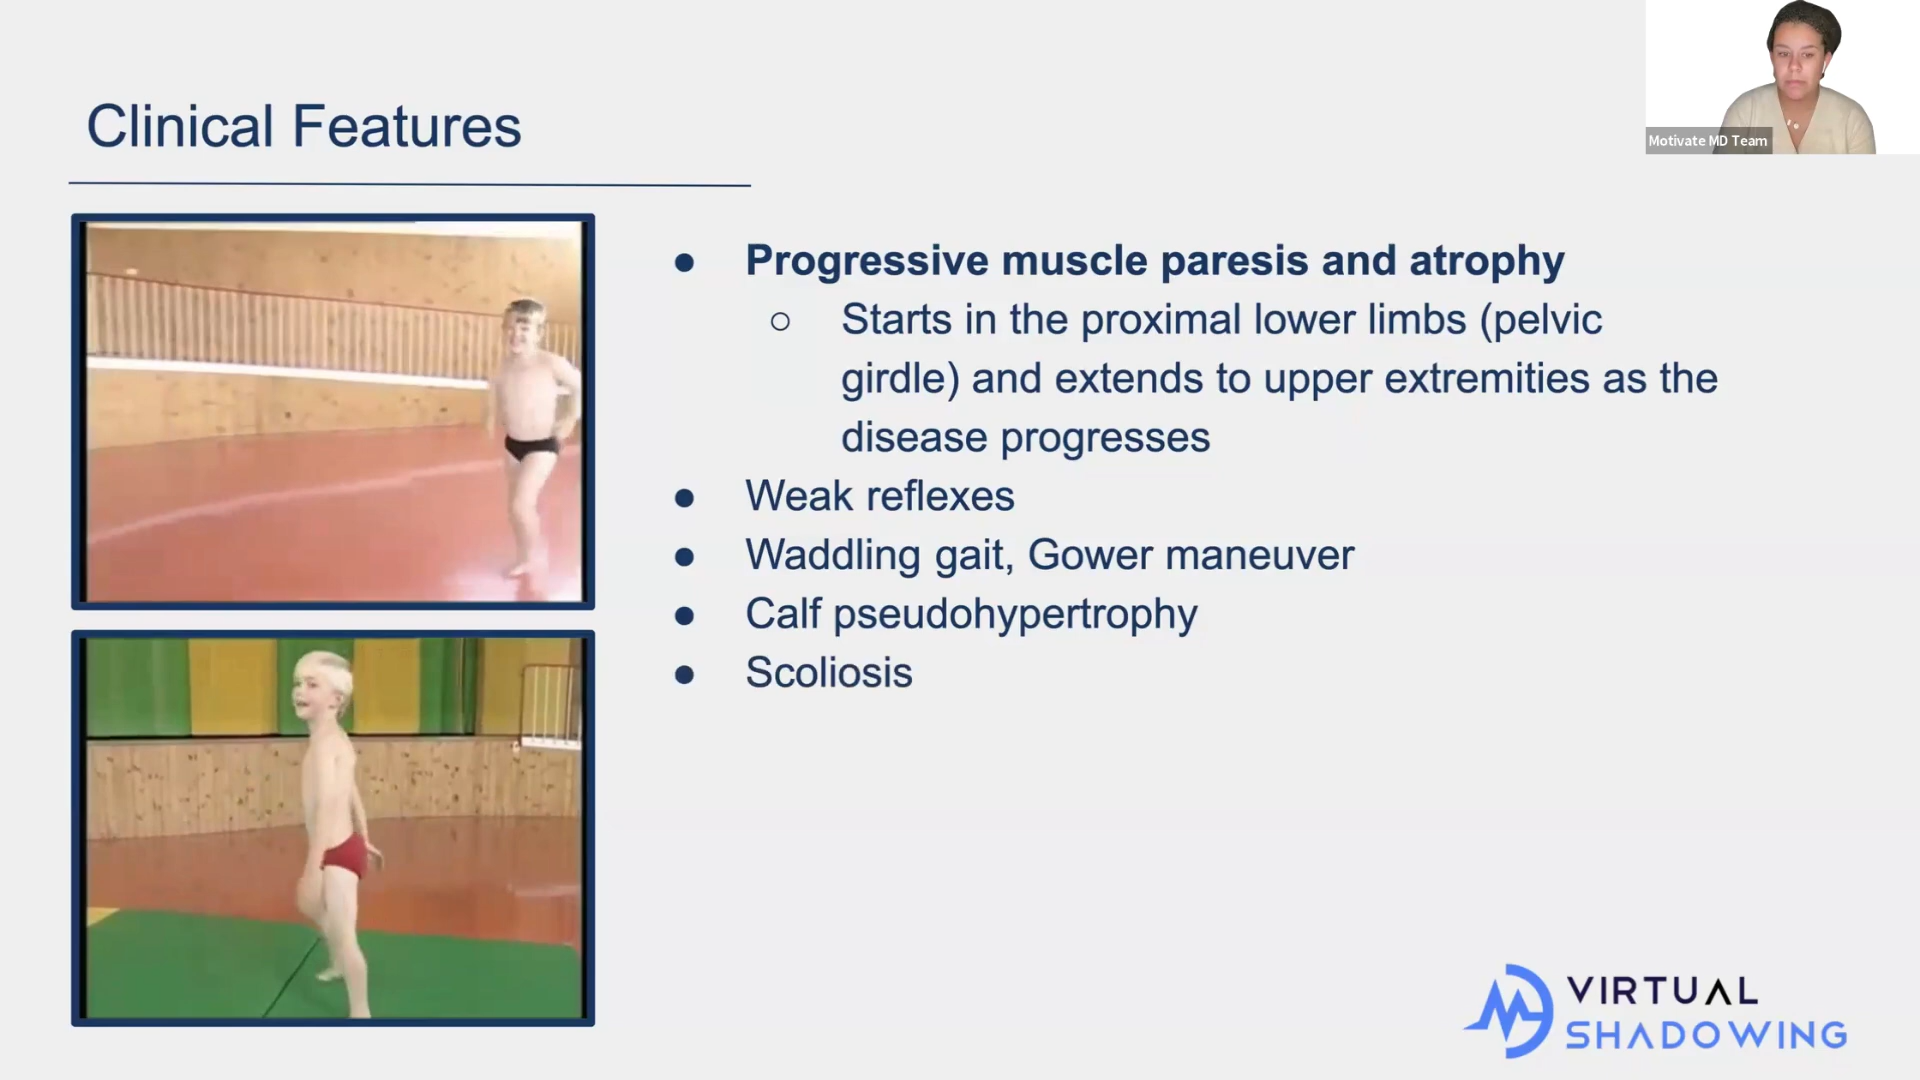 Clinical Features
Motivate MD Team
● Progressive muscle paresis and atrophy
○ Starts in the proximal lower limbs (pelvic
girdle) and extends to upper extremities as the
disease progresses
● Weak reflexes
● Waddling gait, Gower maneuver
● Calf pseudohypertrophy
● Scoliosis
VIRTUAL
SHADOWING